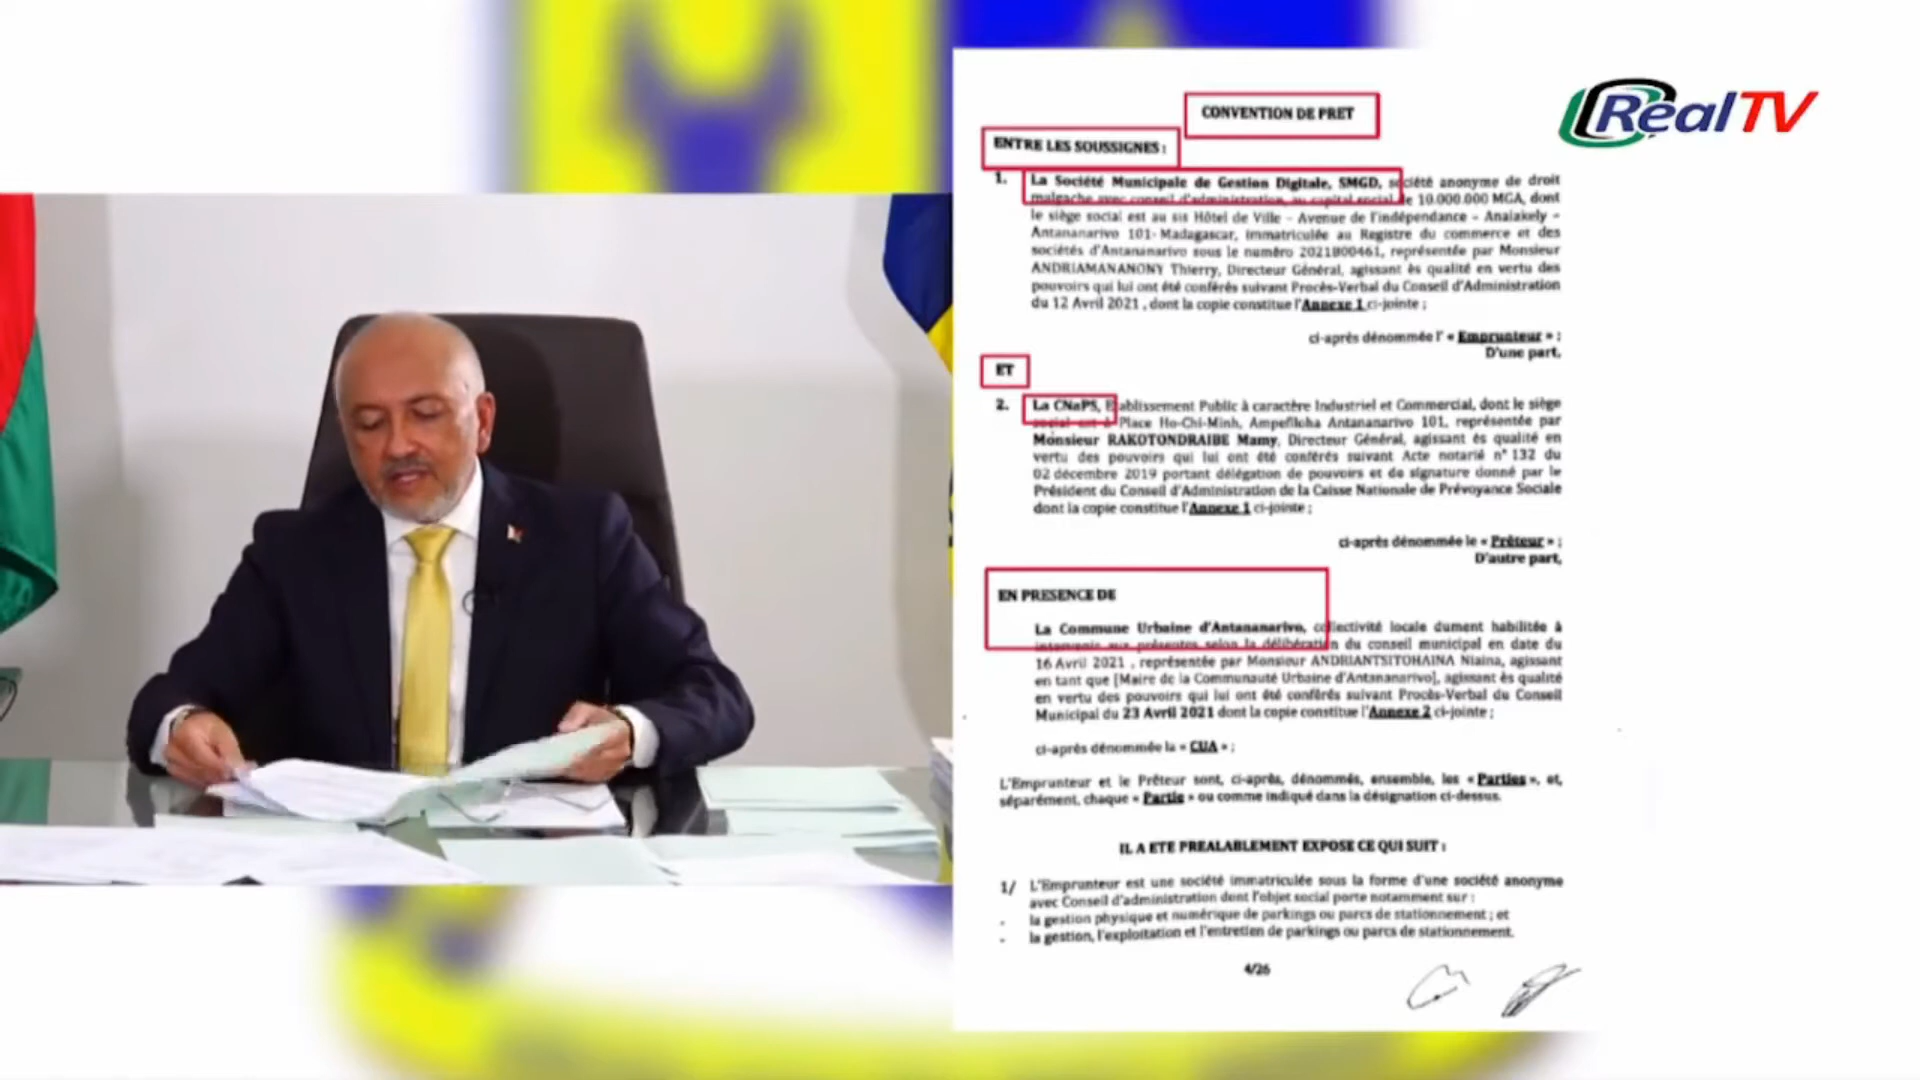 Real TV
CONVENTION DE PRET
ENTRE LES SOUSSIGNES :
1. La Société Municipale de Gestion Digitale, SMGD, société anonyme de droit
malgache avec conseil d'administration, au capital social de 10.000.000 MGA, dont
le siège social est au sis Hôtel de Ville – Avenue de l'indépendance – Analakely –
Antananarivo 101- Madagascar, immatriculée au Registre du commerce et des
sociétés d'Antananarivo sous le numéro 2021B00461, représentée par Monsieur
ANDRIAMANANONY Thierry, Directeur Général, agissant ès qualité en vertu des
pouvoirs qui lui ont été conférés suivant Procès-Verbal du Conseil d'Administration
du 12 Avril 2021 , dont la copie constitue l'Annexe 1 ci-jointe ;
ci-après dénommée l' « Emprunteur » ;
D'une part,
ET
2. La CNaPS, Etablissement Public à caractère Industriel et Commercial, dont le siège
social est à Place Ho-Chi-Minh, Ampefiloha Antananarivo 101, représentée par
Monsieur RAKOTONDRAIBE Mamy, Directeur Général, agissant ès qualité en
vertu des pouvoirs qui lui ont été conférés suivant Acte notarié n° 132 du
02 décembre 2019 portant délégation de pouvoirs et de signature donné par le
Président du Conseil d'Administration de la Caisse Nationale de Prévoyance Sociale
dont la copie constitue l'Annexe 1 ci-jointe ;
ci-après dénommée le « Prêteur » ;
D'autre part,
EN PRESENCE DE
La Commune Urbaine d'Antananarivo, collectivité locale dument habilitée à
intervenir aux présentes selon la délibération du conseil municipal en date du
16 Avril 2021 , représentée par Monsieur ANDRIANTSITOHAINA Niaina, agissant
en tant que [Maire de la Communauté Urbaine d'Antananarivo], agissant ès qualité
en vertu des pouvoirs qui lui ont été conférés suivant Procès-Verbal du Conseil
Municipal du 23 Avril 2021 dont la copie constitue l'Annexe 2 ci-jointe ;
ci-après dénommée la « CUA » ;
L'Emprunteur et le Prêteur sont, ci-après, dénommés, ensemble, les « Parties », et,
séparément, chaque « Partie » ou comme indiqué dans la désignation ci-dessus.
IL A ETE PREALABLEMENT EXPOSE CE QUI SUIT :
1/ L'Emprunteur est une société immatriculée sous la forme d'une société anonyme
avec Conseil d'administration dont l'objet social porte notamment sur :
- la gestion physique et numérique de parkings ou parcs de stationnement ; et
- la gestion, l'exploitation et l'entretien de parkings ou parcs de stationnement.
4/26